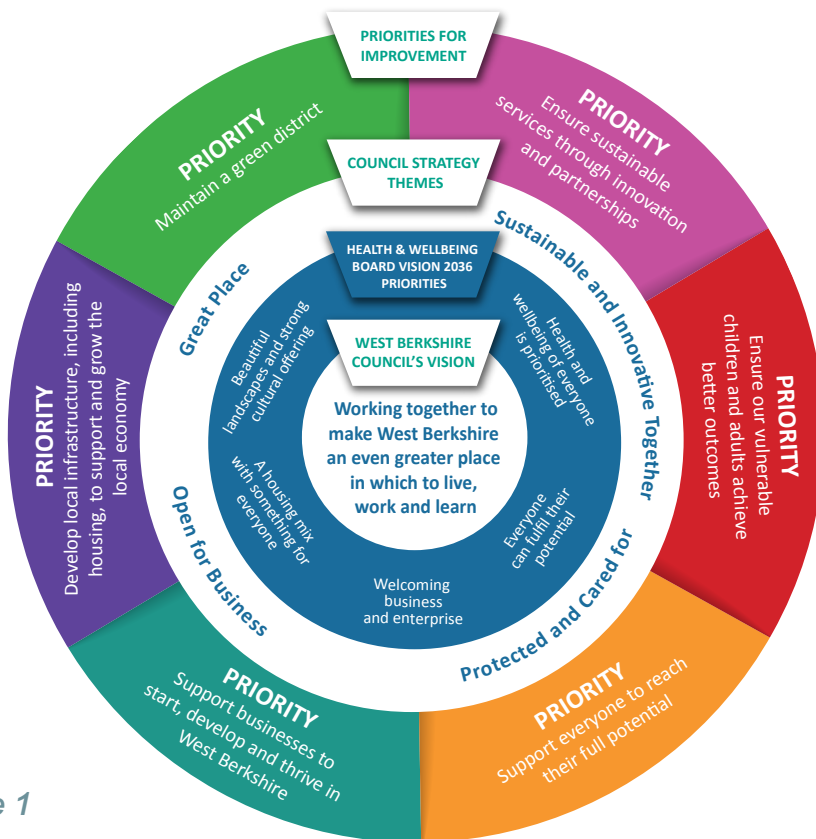 PRIORITIES FOR
IMPROVEMENT
PRIORITY
Maintain a green district
PRIORITY
Ensure sustainable
services through innovation
and partnerships
PRIORITY
Ensure our vulnerable
children and adults achieve
better outcomes
PRIORITY
Support everyone to reach
their full potential
PRIORITY
Support businesses to
start, develop and thrive in
West Berkshire
PRIORITY
Develop local infrastructure, including
housing, to support and grow the
local economy
COUNCIL STRATEGY
THEMES
Great Place
Sustainable and Innovative Together
Protected and Cared for
Open for Business
HEALTH & WELLBEING
BOARD VISION 2036
PRIORITIES
Beautiful
landscapes and strong
cultural offering
Health and
wellbeing of everyone
is prioritised
Everyone
can fulfil their
potential
Welcoming
business
and enterprise
A housing mix
with something for
everyone
WEST BERKSHIRE
COUNCIL'S VISION
Working together to
make West Berkshire
an even greater place
in which to live,
work and learn
e 1